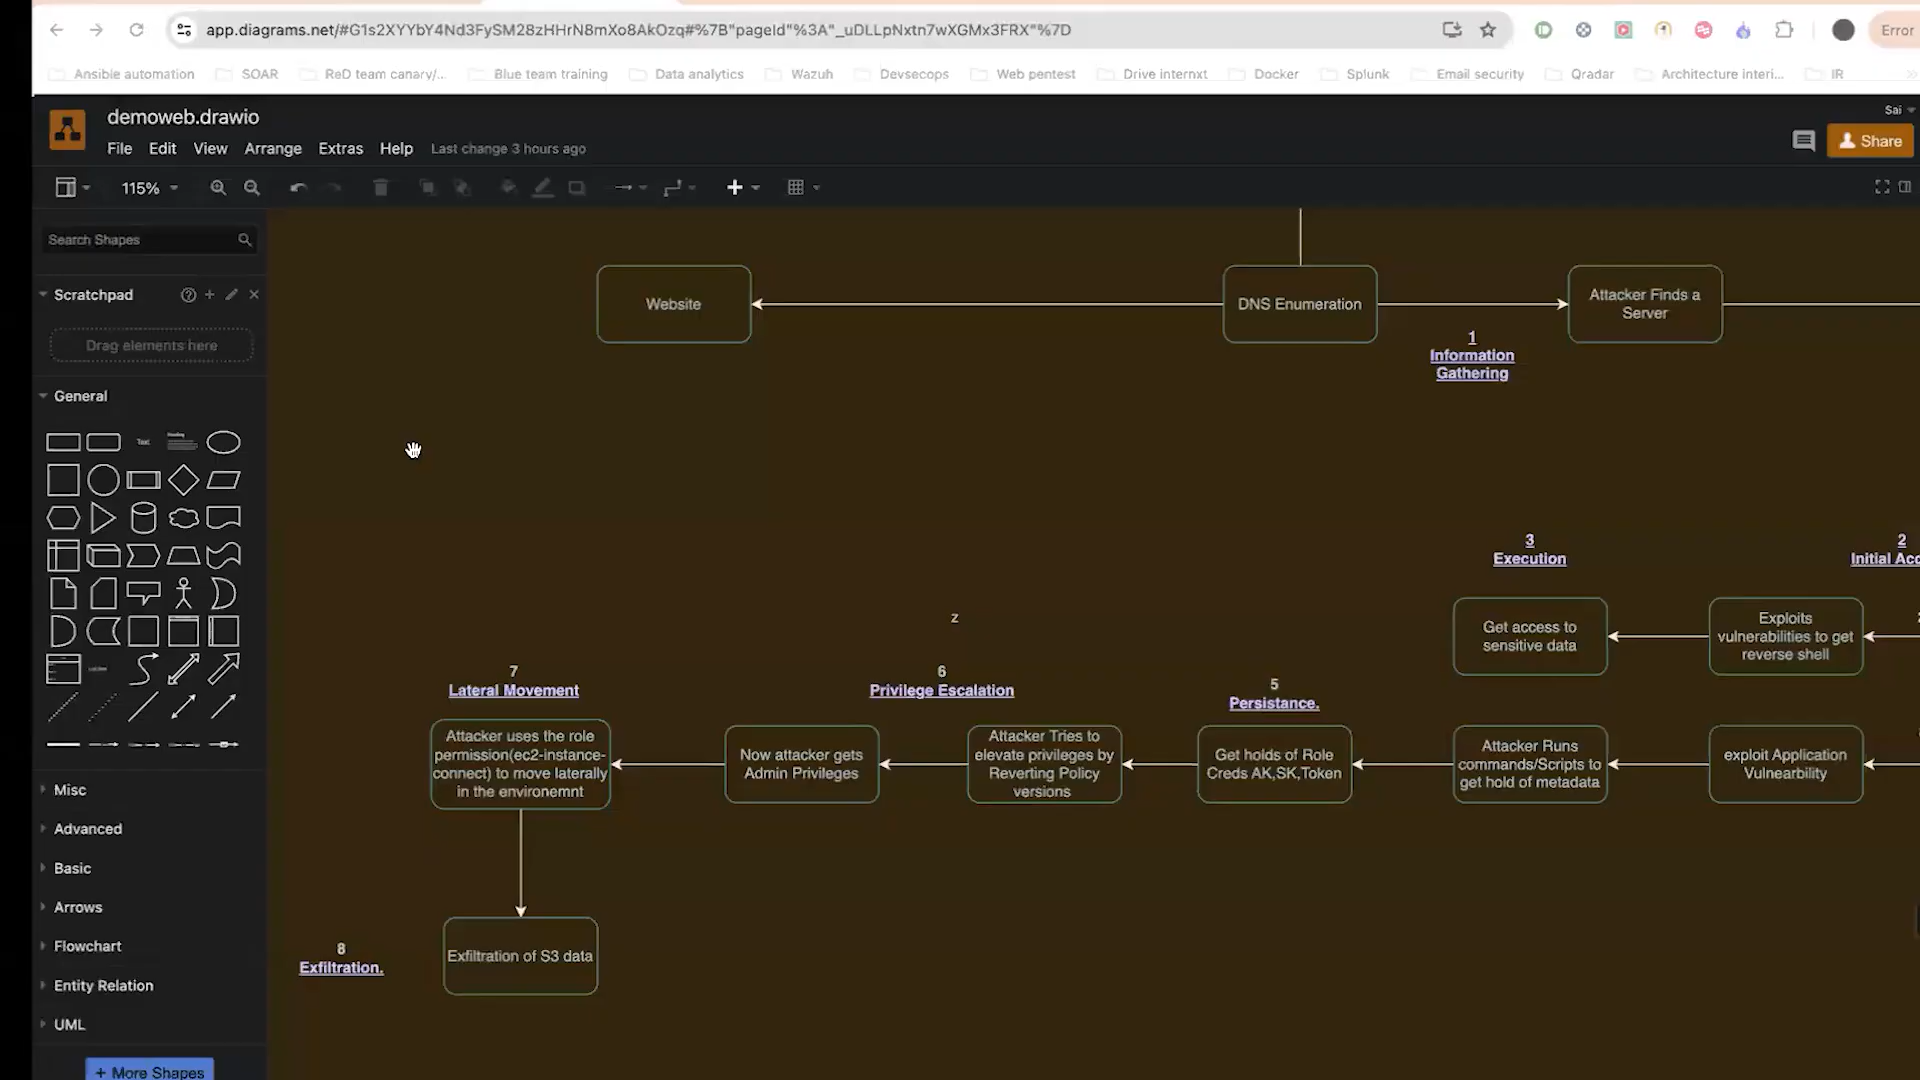 app.diagrams.net/#G1s2XYYbY4Nd3FySM28zHHrN8mXo8AkOzq#%7B"pageId"%3A"_uDLLpNxtn7wXGMx3FRX"%7D
Error
Ansible automation
SOAR
ReD team canary/...
Blue team training
Data analytics
Wazuh
Devsecops
Web pentest
Drive internxt
Docker
Splunk
Email security
Qradar
Architecture interi...
IR
demoweb.drawio
Sai
File Edit View Arrange Extras Help Last change 3 hours ago
Share
115%
Search Shapes
Scratchpad
Drag elements here
General
Text
Heading
Misc
Advanced
Basic
Arrows
Flowchart
Entity Relation
UML
+ More Shapes
Website
DNS Enumeration
Attacker Finds a
Server
1
Information
Gathering
3
Execution
2
Initial Acc
Get access to
sensitive data
Exploits
vulnerabilities to get
reverse shell
z
7
Lateral Movement
6
Privilege Escalation
5
Persistance.
Attacker uses the role
permission(ec2-instance-
connect) to move laterally
in the environemnt
Now attacker gets
Admin Privileges
Attacker Tries to
elevate privileges by
Reverting Policy
versions
Get holds of Role
Creds AK,SK,Token
Attacker Runs
commands/Scripts to
get hold of metadata
exploit Application
Vulnearbility
8
Exfiltration.
Exfiltration of S3 data